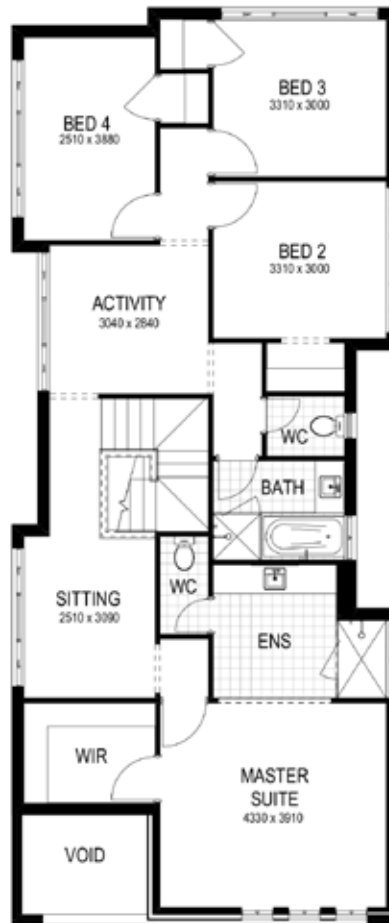 BED 3
3310 x 3000
BED 4
2510 x 3880
BED 2
3310 x 3000
ACTIVITY
3040 x 2840
WC
BATH
WC
SITTING
2510 x 3090
ENS
WIR
MASTER
SUITE
4330 x 3910
VOID